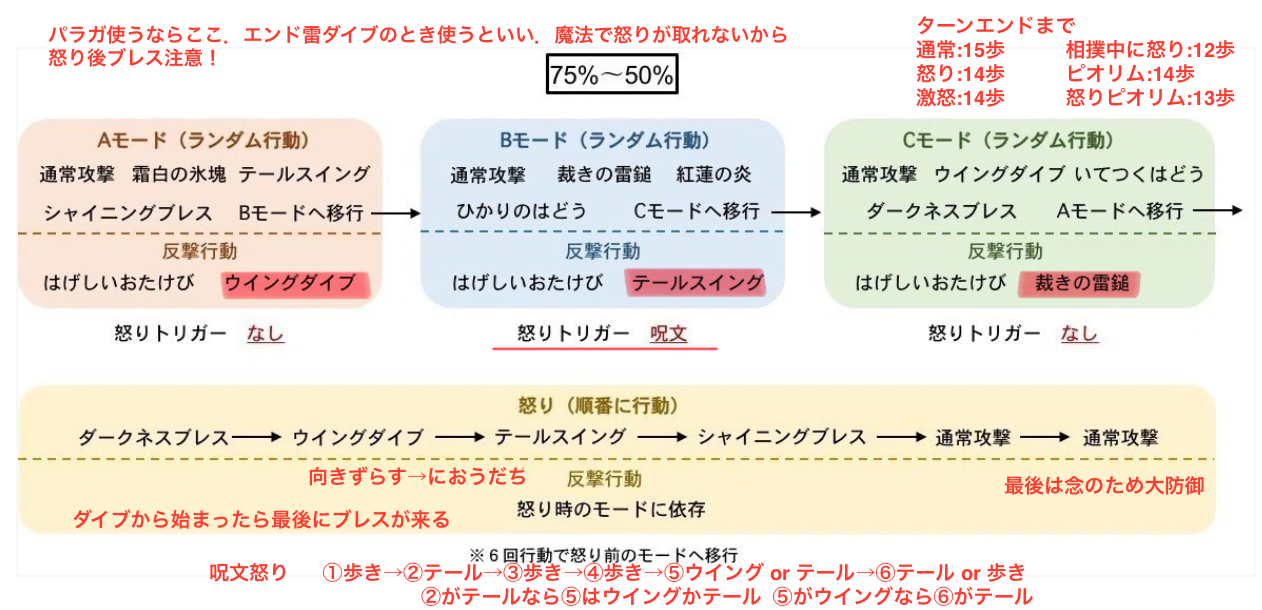 パラガ使うならここ．エンド雷ダイブのとき使うといい．魔法で怒りが取れないから
怒り後ブレス注意！
ターンエンドまで
通常:15歩 相撲中に怒り:12歩
怒り:14歩 ピオリム:14歩
激怒:14歩 怒りピオリム:13歩
75%～50%
Aモード（ランダム行動）
通常攻撃 霜白の氷塊 テールスイング
シャイニングブレス Bモードへ移行
反撃行動
はげしいおたけび ウイングダイブ
怒りトリガー なし
Bモード（ランダム行動）
通常攻撃 裁きの雷鎚 紅蓮の炎
ひかりのはどう Cモードへ移行
反撃行動
はげしいおたけび テールスイング
怒りトリガー 呪文
Cモード（ランダム行動）
通常攻撃 ウイングダイブ いてつくはどう
ダークネスブレス Aモードへ移行
反撃行動
はげしいおたけび 裁きの雷鎚
怒りトリガー なし
怒り（順番に行動）
ダークネスブレス→ウイングダイブ→テールスイング→シャイニングブレス→通常攻撃→通常攻撃
向きずらす→におうだち
反撃行動
最後は念のため大防御
怒り時のモードに依存
ダイブから始まったら最後にブレスが来る
※６回行動で怒り前のモードへ移行
呪文怒り ①歩き→②テール→③歩き→④歩き→⑤ウイング or テール→⑥テール or 歩き
②がテールなら⑤はウイングかテール ⑤がウイングなら⑥がテール